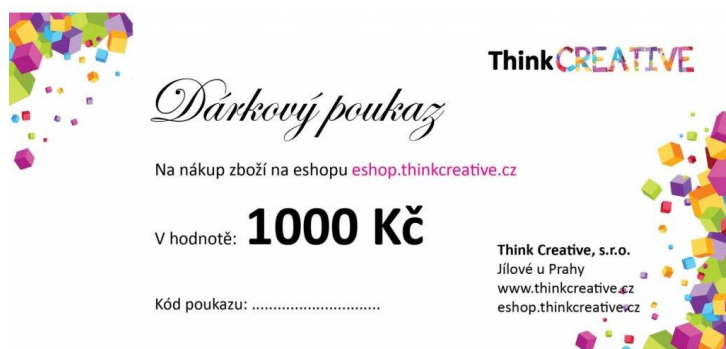 ThinkCREATIVE
Dárkový poukaz
Na nákup zboží na eshopu eshop.thinkcreative.cz
V hodnotě: 1000 Kč
Kód poukazu: ..............................
Think Creative, s.r.o.
Jílové u Prahy
www.thinkcreative.cz
eshop.thinkcreative.cz